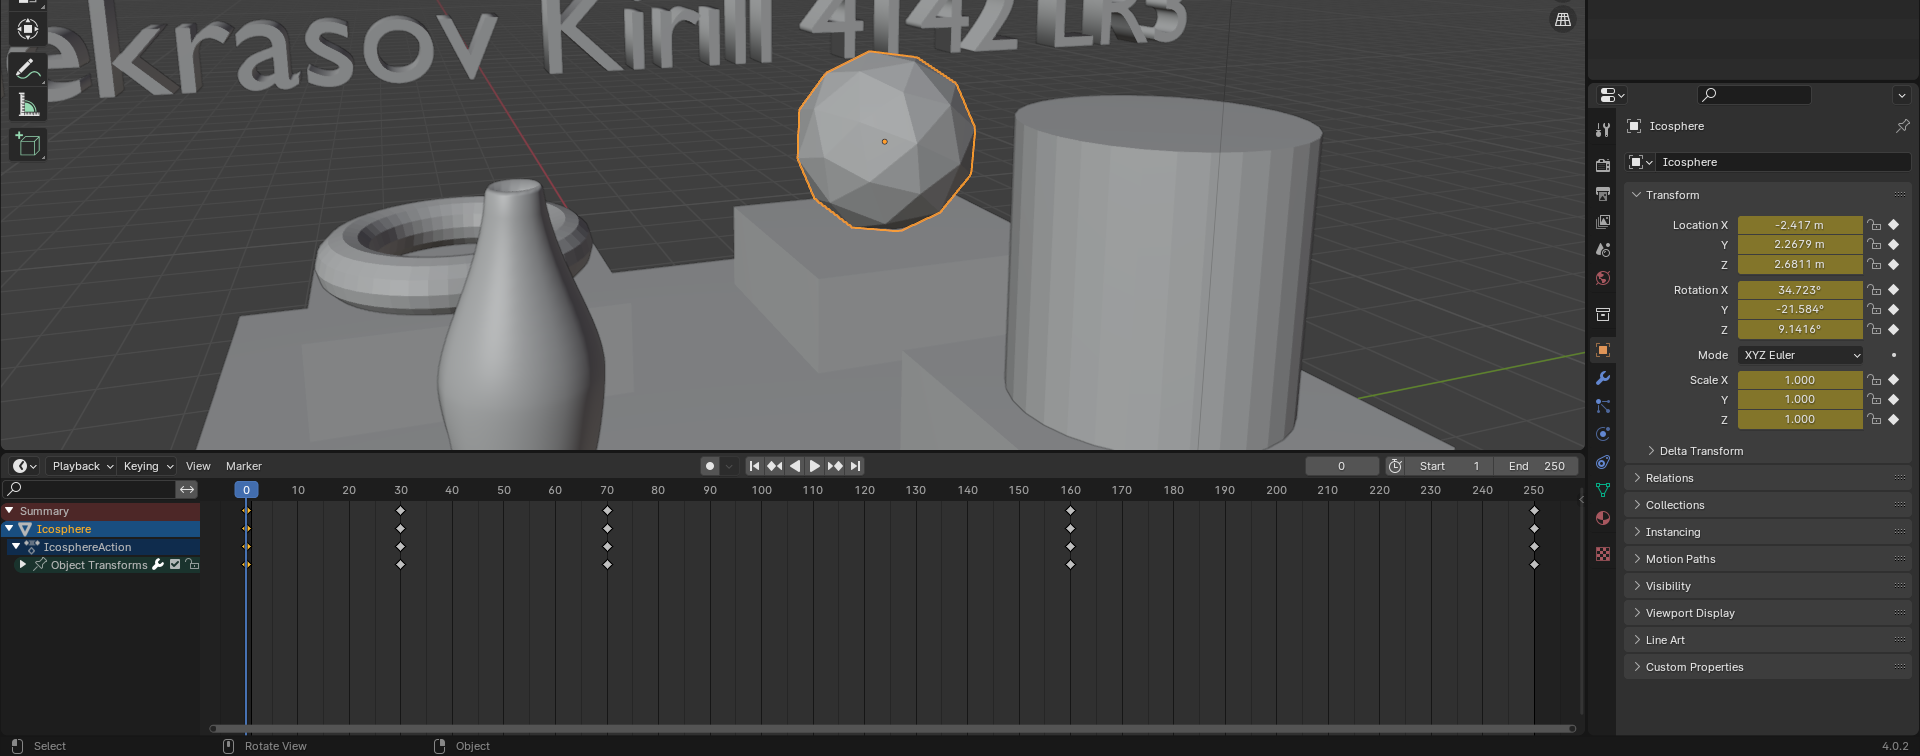 ekrasov Kirill 4142 LR3
Icosphere
Icosphere
Transform
Location X -2.417 m
Y 2.2679 m
Z 2.6811 m
Rotation X 34.723°
Y -21.584°
Z 9.1416°
Mode XYZ Euler
Scale X 1.000
Y 1.000
Z 1.000
Delta Transform
Relations
Collections
Instancing
Motion Paths
Visibility
Viewport Display
Line Art
Custom Properties
Playback Keying View Marker 0 Start 1 End 250
0 10 20 30 40 50 60 70 80 90 100 110 120 130 140 150 160 170 180 190 200 210 220 230 240 250
Summary
Icosphere
IcosphereAction
Object Transforms
Select Rotate View Object 4.0.2